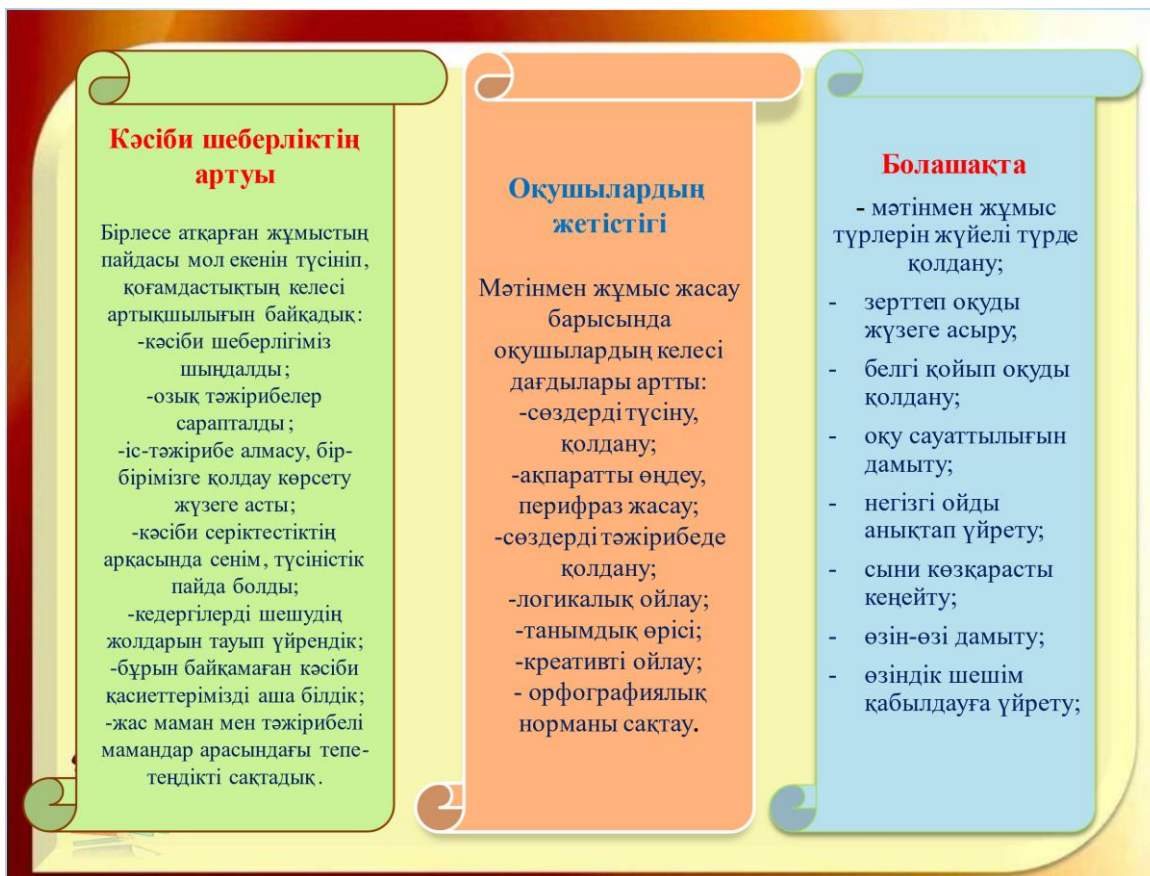 Кәсіби шеберліктің
артуы
Бірлесе атқарған жұмыстың
пайдасы мол екенін түсініп,
қоғамдастықтың келесі
артықшылығын байқадық:
-кәсіби шеберлігіміз
шыңдалды;
-озық тәжірибелер
сарапталды;
-іс-тәжірибе алмасу, бір-
бірімізге қолдау көрсету
жүзеге асты;
-кәсіби серіктестіктің
арқасында сенім, түсіністік
пайда болды;
-кедергілерді шешудің
жолдарын тауып үйрендік;
-бұрын байқамаған кәсіби
қасиеттерімізді аша білдік;
-жас маман мен тәжірибелі
мамандар арасындағы тепе-
теңдікті сақтадық.
Оқушылардың
жетістігі
Мәтінмен жұмыс жасау
барысында
оқушылардың келесі
дағдылары артты:
-сөздерді түсіну,
қолдану;
-ақпаратты өңдеу,
перифраз жасау;
-сөздерді тәжірибеде
қолдану;
-логикалық ойлау;
-танымдық өрісі;
-креативті ойлау;
- орфографиялық
норманы сақтау.
Болашақта
- мәтінмен жұмыс
түрлерін жүйелі түрде
қолдану;
- зерттеп оқуды
жүзеге асыру;
- белгі қойып оқуды
қолдану;
- оқу сауаттылығын
дамыту;
- негізгі ойды
анықтап үйрету;
- сыни көзқарасты
кеңейту;
- өзін-өзі дамыту;
- өзіндік шешім
қабылдауға үйрету;